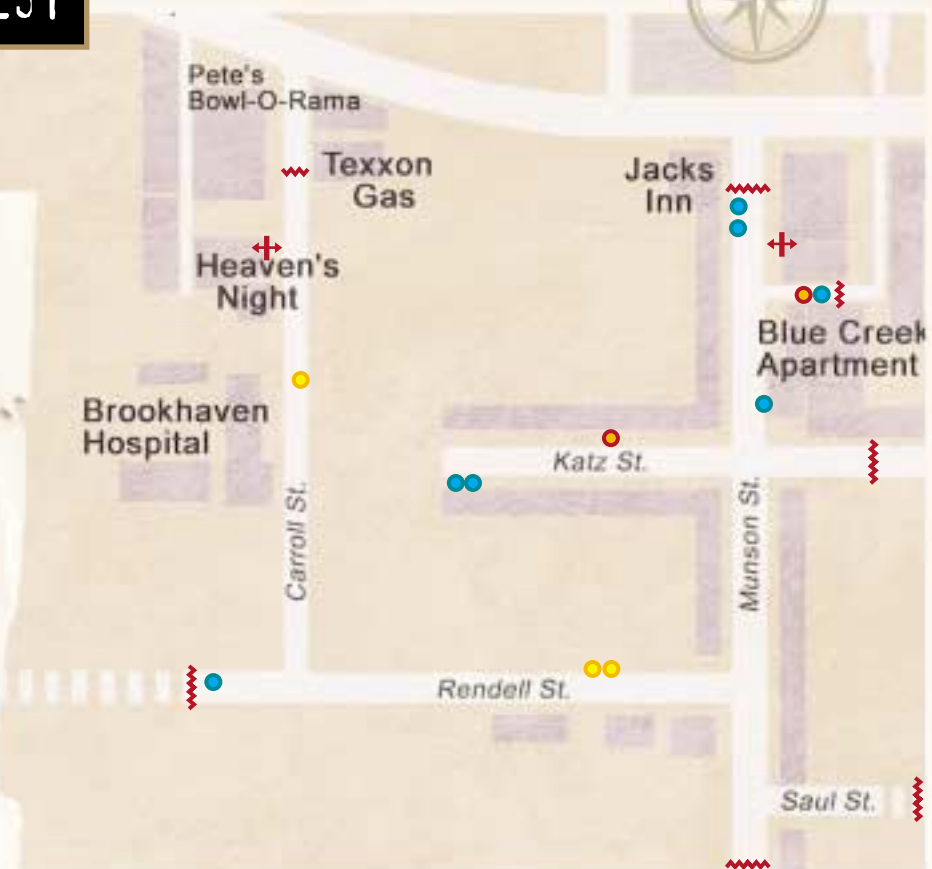 Pete's
Bowl-O-Rama
Texxon
Gas
Jacks
Inn
Heaven's
Night
Blue Creek
Apartment
Brookhaven
Hospital
Katz St.
Carroll St.
Munson St.
Rendell St.
Saul St.